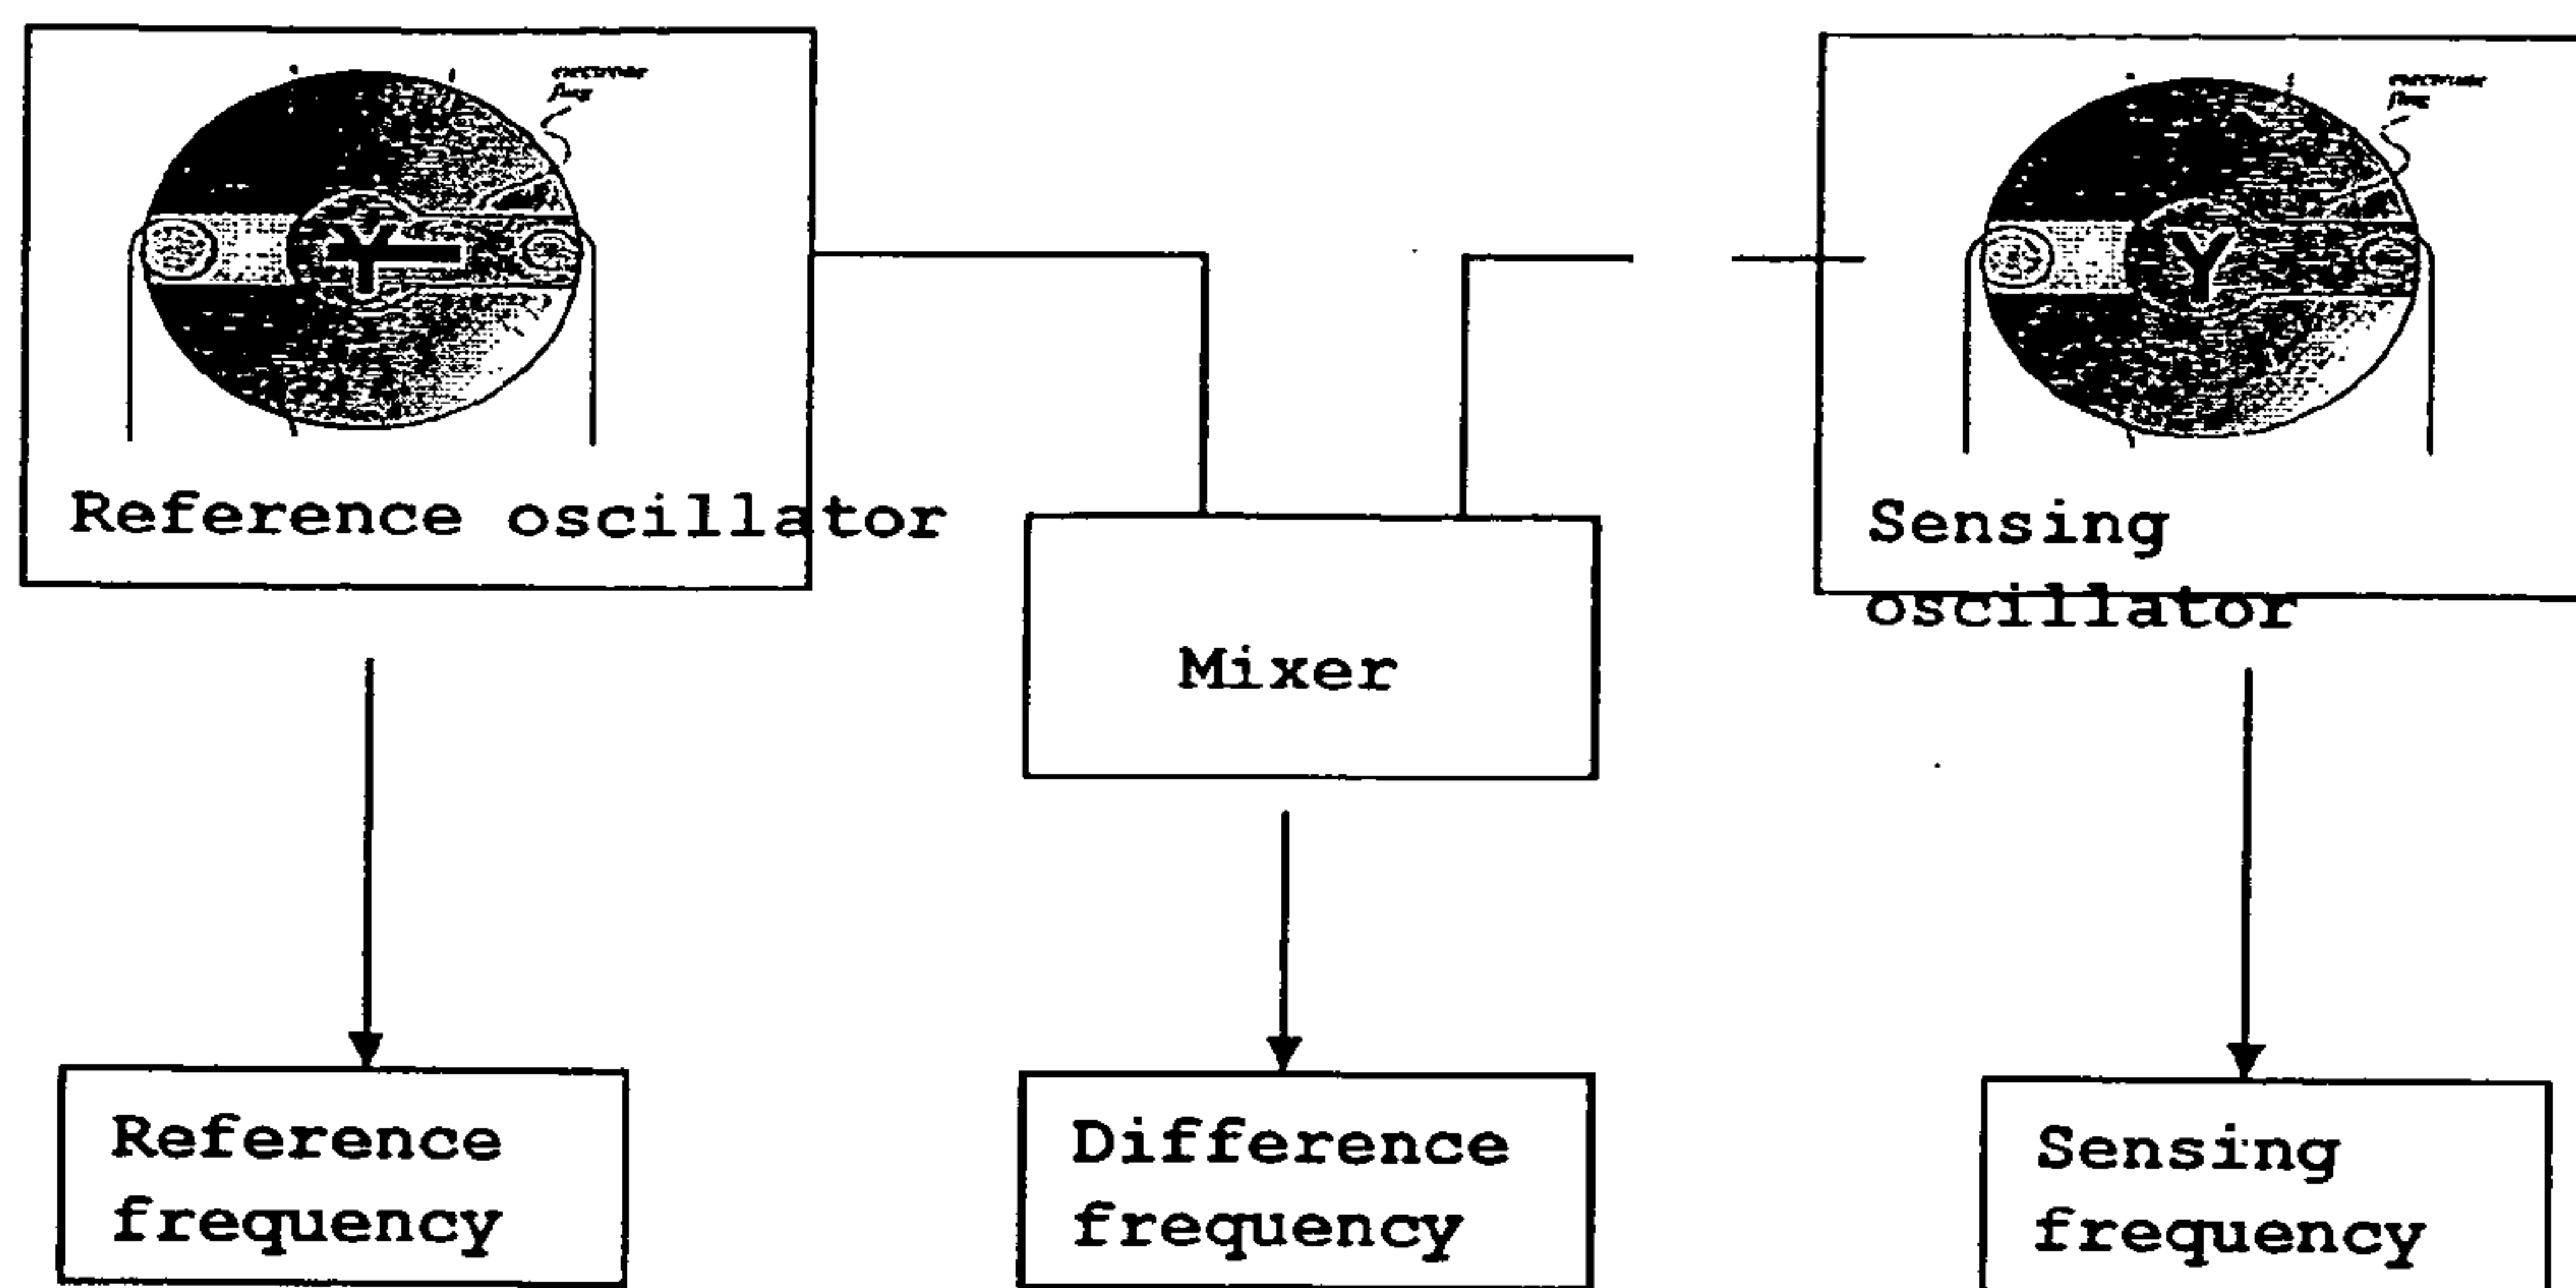 Y
Reference oscillator
Y
Sensing
oscillator
Mixer
Reference
frequency
Difference
frequency
Sensing
frequency